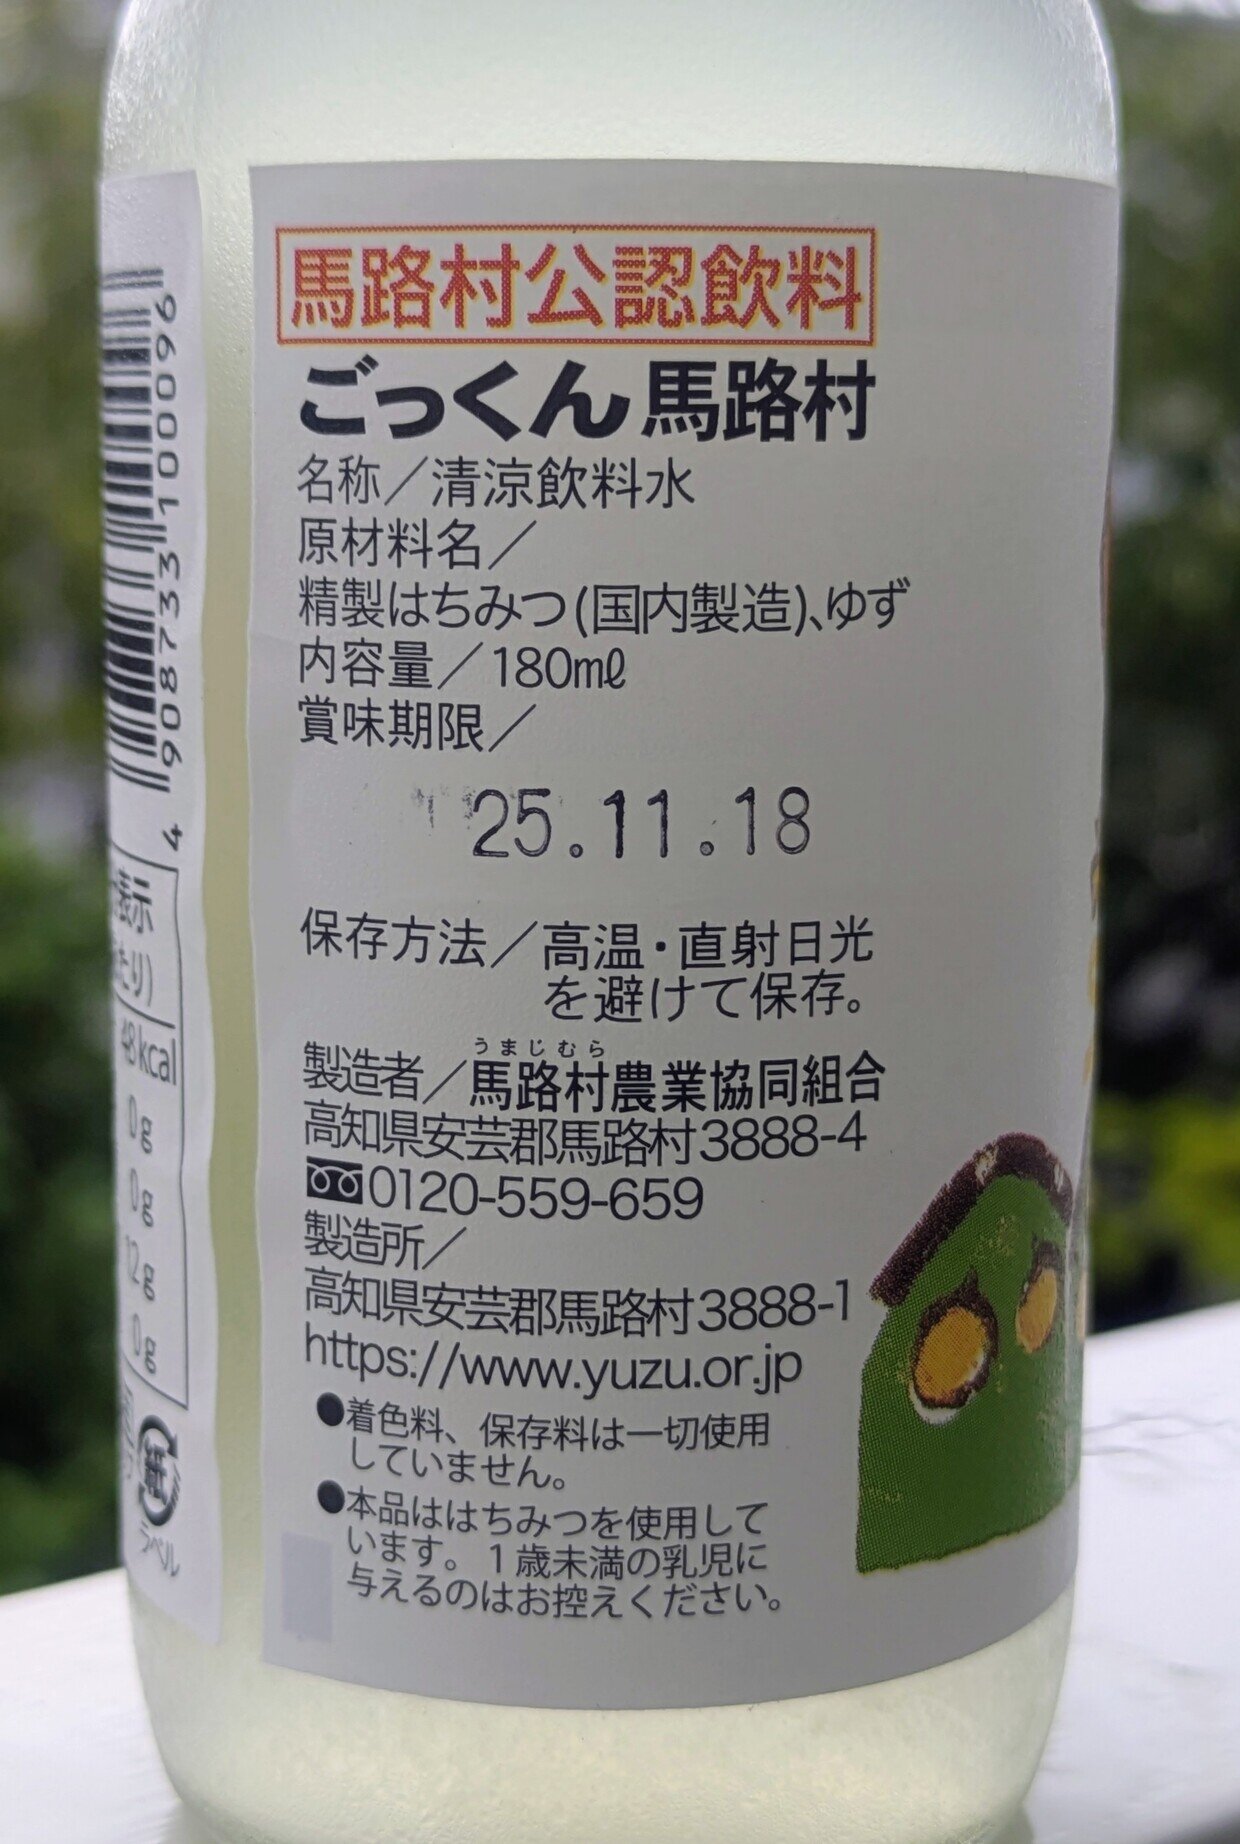 馬路村公認飲料
ごっくん馬路村
名称／清涼飲料水
原材料名／
精製はちみつ(国内製造)、ゆず
内容量／180mℓ
賞味期限／
25.11.18
保存方法／高温・直射日光
を避けて保存。
うまじむら
製造者／馬路村農業協同組合
高知県安芸郡馬路村3888-4
0120-559-659
製造所／
高知県安芸郡馬路村3888-1
https://www.yuzu.or.jp
●着色料、保存料は一切使用
していません。
●本品ははちみつを使用して
います。1歳未満の乳児に
与えるのはお控えください。
4 908733 100096
表示
たり)
48kcal
0g
0g
12g
0g
紙
ラベル